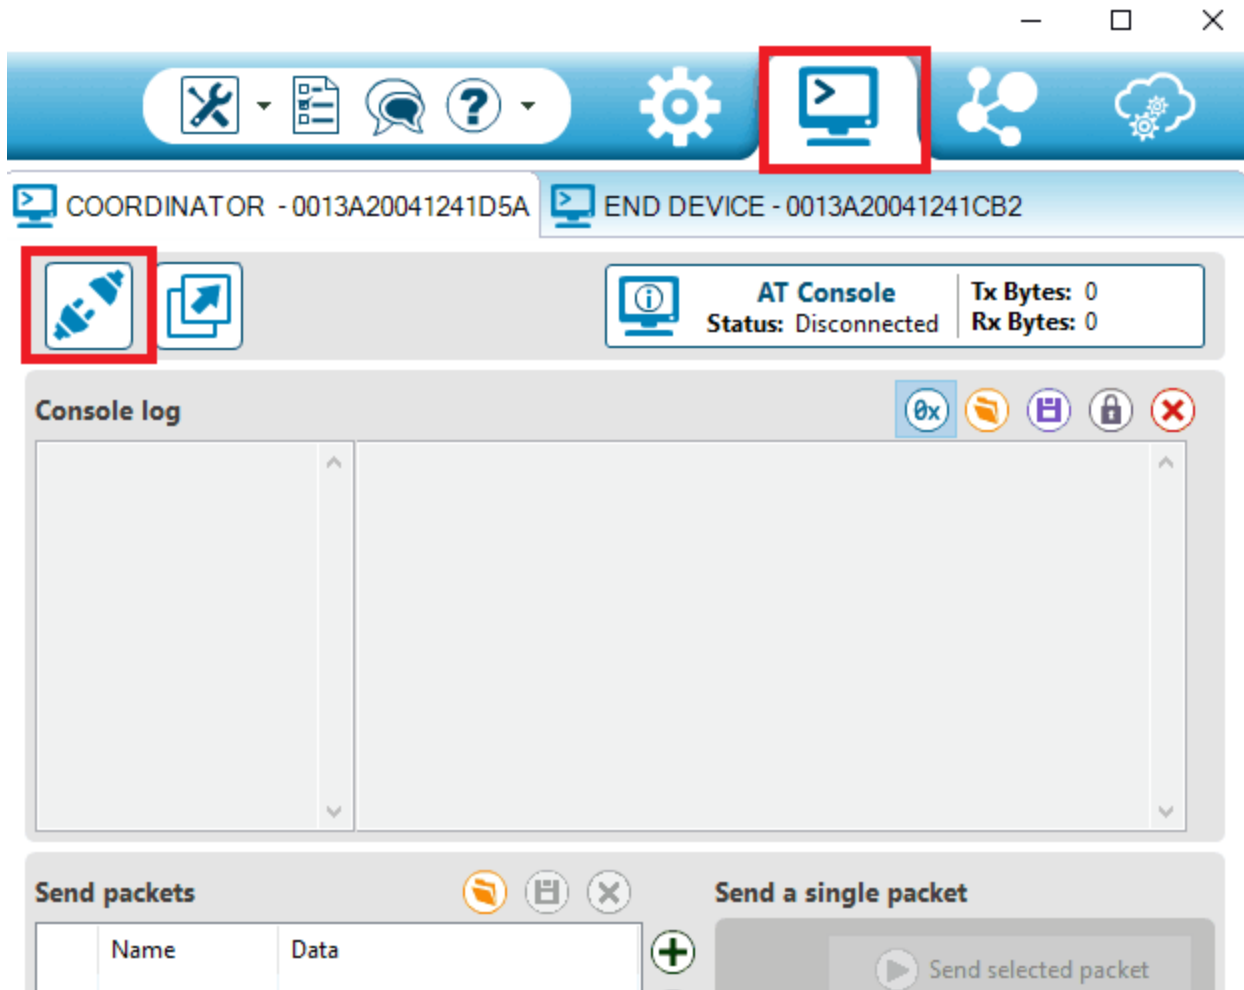 COORDINATOR - 0013A20041241D5A
END DEVICE - 0013A20041241CB2
AT Console
Status: Disconnected
Tx Bytes: 0
Rx Bytes: 0
Console log
0x
Send packets
Name Data
Send a single packet
Send selected packet